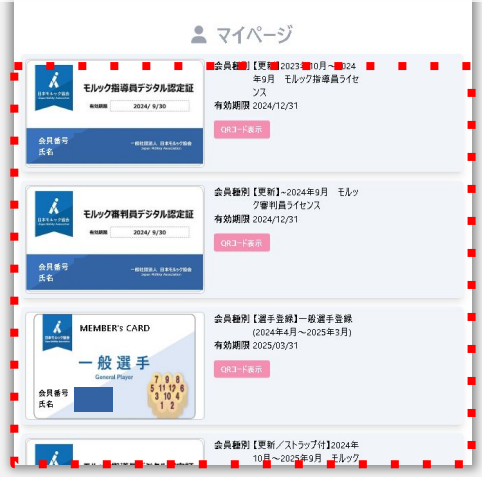 マイページ
日本モルック協会
モルック指導員デジタル認定証
有効期限 2024/ 9/30
会員番号
氏名
一般社団法人 日本モルック協会
Japan Mölkky Association
会員種別【更新】2023年10月～2024
年9月 モルック指導員ライセ
ンス
有効期限 2024/12/31
QRコード表示
日本モルック協会
モルック審判員デジタル認定証
有効期限 2024/ 9/30
会員番号
氏名
一般社団法人 日本モルック協会
Japan Mölkky Association
会員種別【更新】~2024年9月 モルッ
ク審判員ライセンス
有効期限 2024/12/31
QRコード表示
日本モルック協会
MEMBER's CARD
一般選手
General Player
会員番号
氏名
7 9 8
5 11 12 6
3 10 4
1 2
会員種別【選手登録】一般選手登録
(2024年4月～2025年3月)
有効期限 2025/03/31
QRコード表示
会員種別【更新／ストラップ付】2024年
10月～2025年9月 モルック